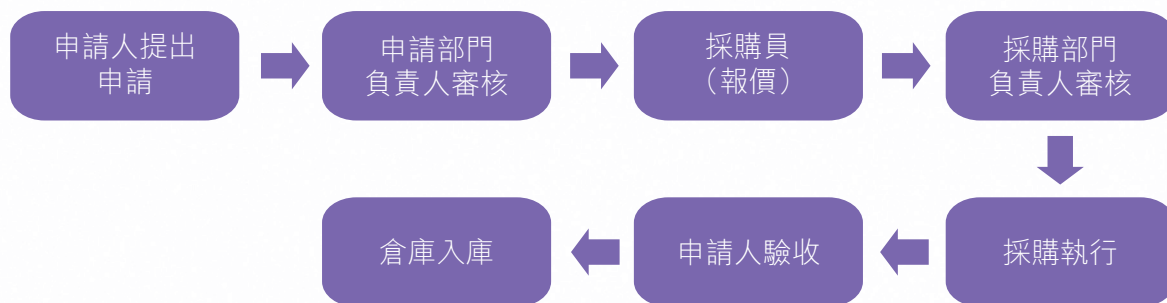 申請人提出
申請
申請部門
負責人審核
採購員
（報價）
採購部門
負責人審核
採購執行
申請人驗收
倉庫入庫